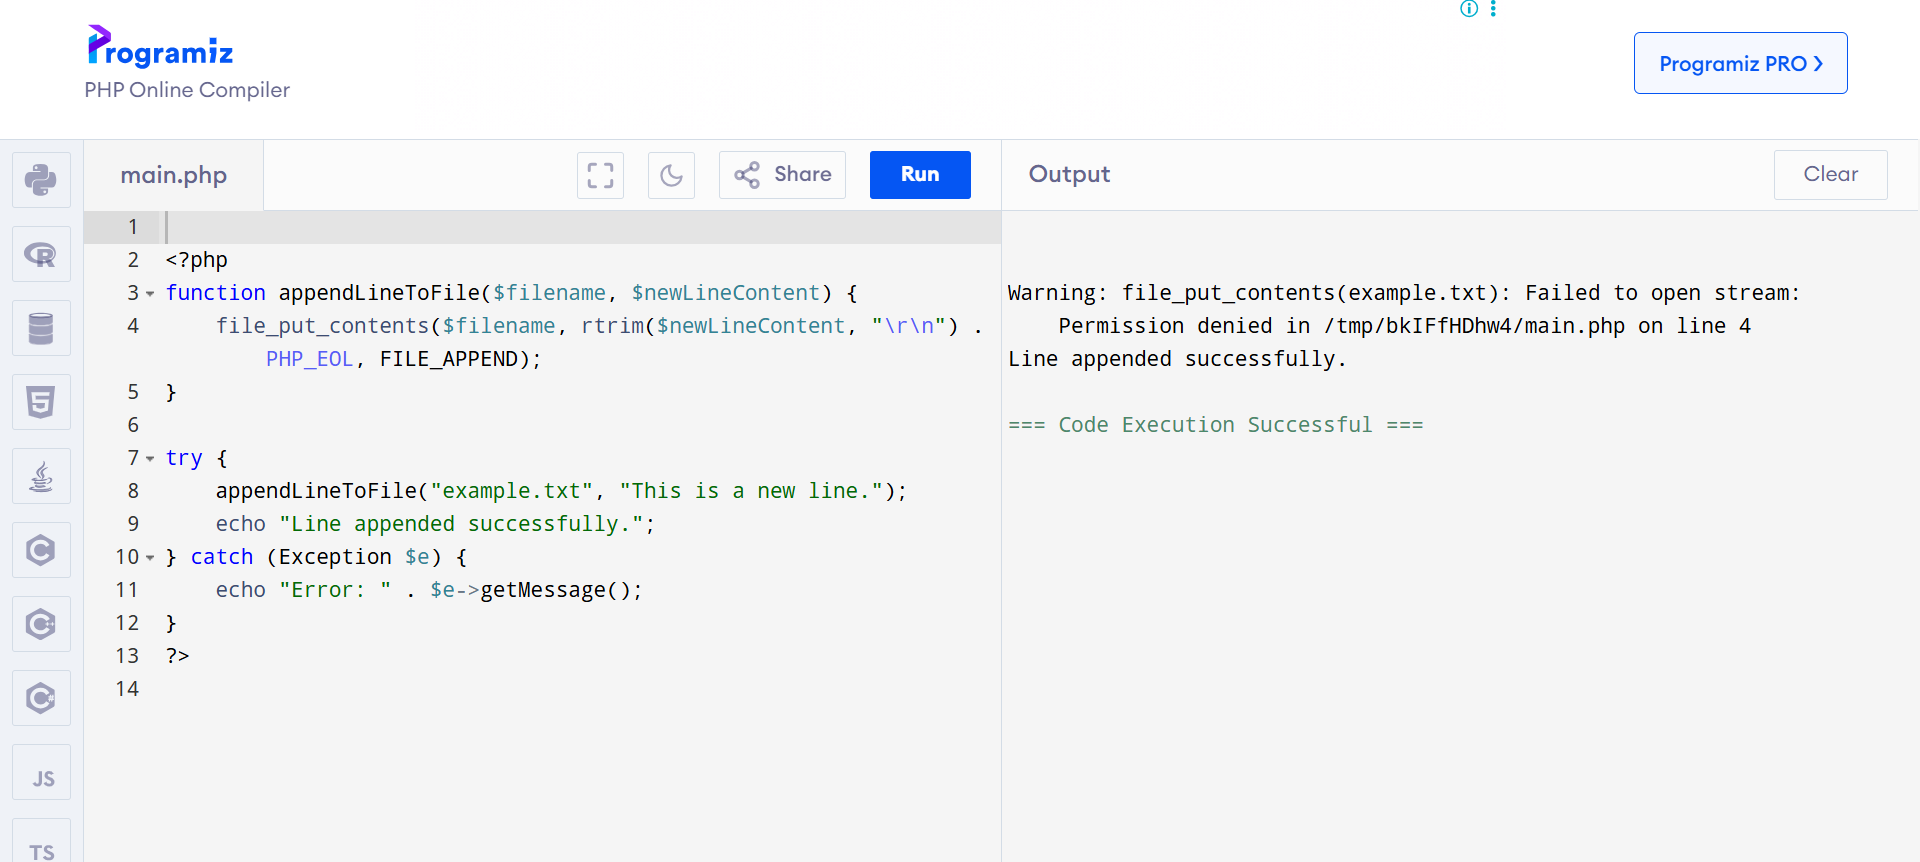 Programiz
PHP Online Compiler
Programiz PRO ❯
main.php
Share
Run
Output
Clear
1
2 <?php
3 function appendLineToFile($filename, $newLineContent) {
4     file_put_contents($filename, rtrim($newLineContent, "\r\n") .
        PHP_EOL, FILE_APPEND);
5 }
6
7 try {
8     appendLineToFile("example.txt", "This is a new line.");
9     echo "Line appended successfully.";
10 } catch (Exception $e) {
11     echo "Error: " . $e->getMessage();
12 }
13 ?>
14
Warning: file_put_contents(example.txt): Failed to open stream:
    Permission denied in /tmp/bkIFfHDhw4/main.php on line 4
Line appended successfully.
=== Code Execution Successful ===
R
5
C
C++
C#
JS
TS